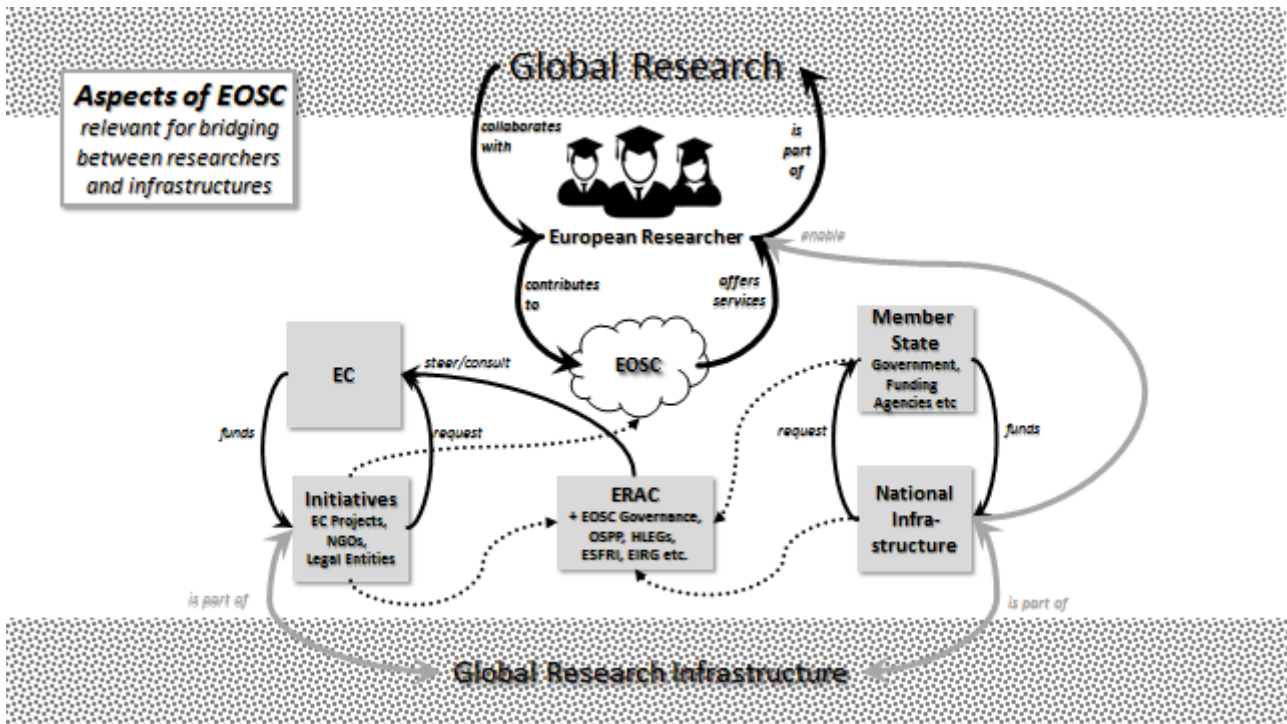 Global Research
Aspects of EOSC
relevant for bridging
between researchers
and infrastructures
collaborates
with
is
part
of
European Researcher
enable
contributes
to
offers
services
EOSC
Member
State
Government,
Funding
Agencies etc
EC
steer/consult
funds
request
request
funds
Initiatives
EC Projects,
NGOs,
Legal Entities
ERAC
+ EOSC Governance,
OSPP, HLEGs,
ESFRI, EIRG etc.
National
Infra-
structure
is part of
is part of
Global Research Infrastructure